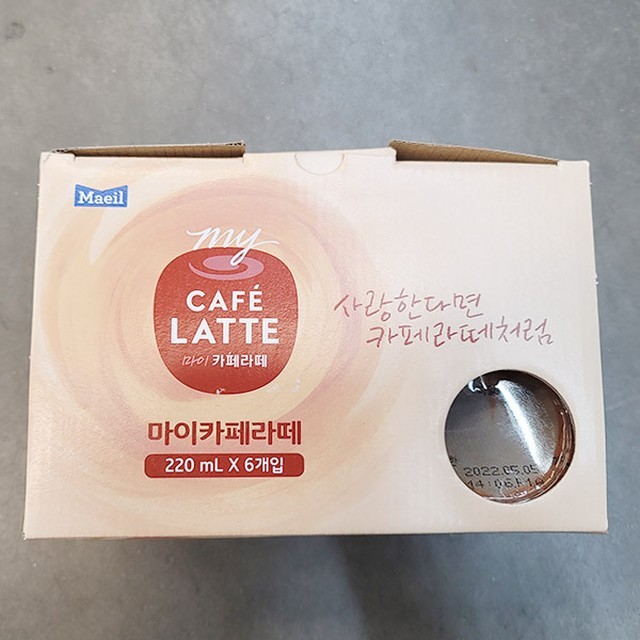 Maeil
my
CAFÉ
LATTE
마이 카페라떼
사랑한다면
카페라떼처럼
마이카페라떼
220 mL X 6개입
2022.05.05